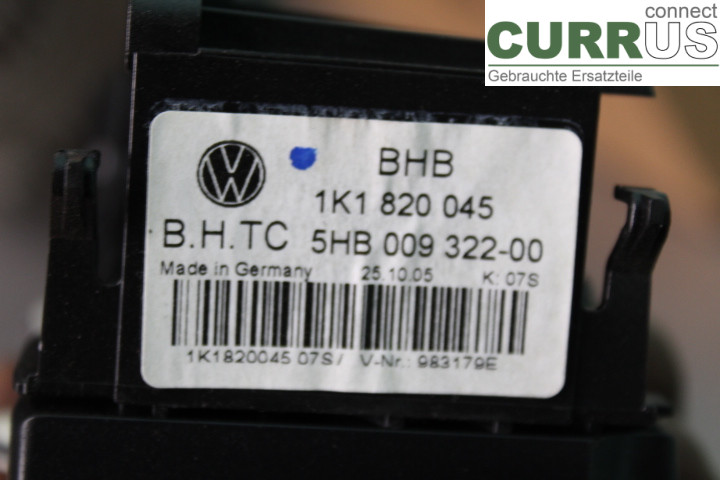 connect
CURRUS
Gebrauchte Ersatzteile
BHB
1K1 820 045
B.H.TC 5HB 009 322-00
Made in Germany 25.10.05 K: 07S
1K1820045 07S/ V-Nr.: 983179E